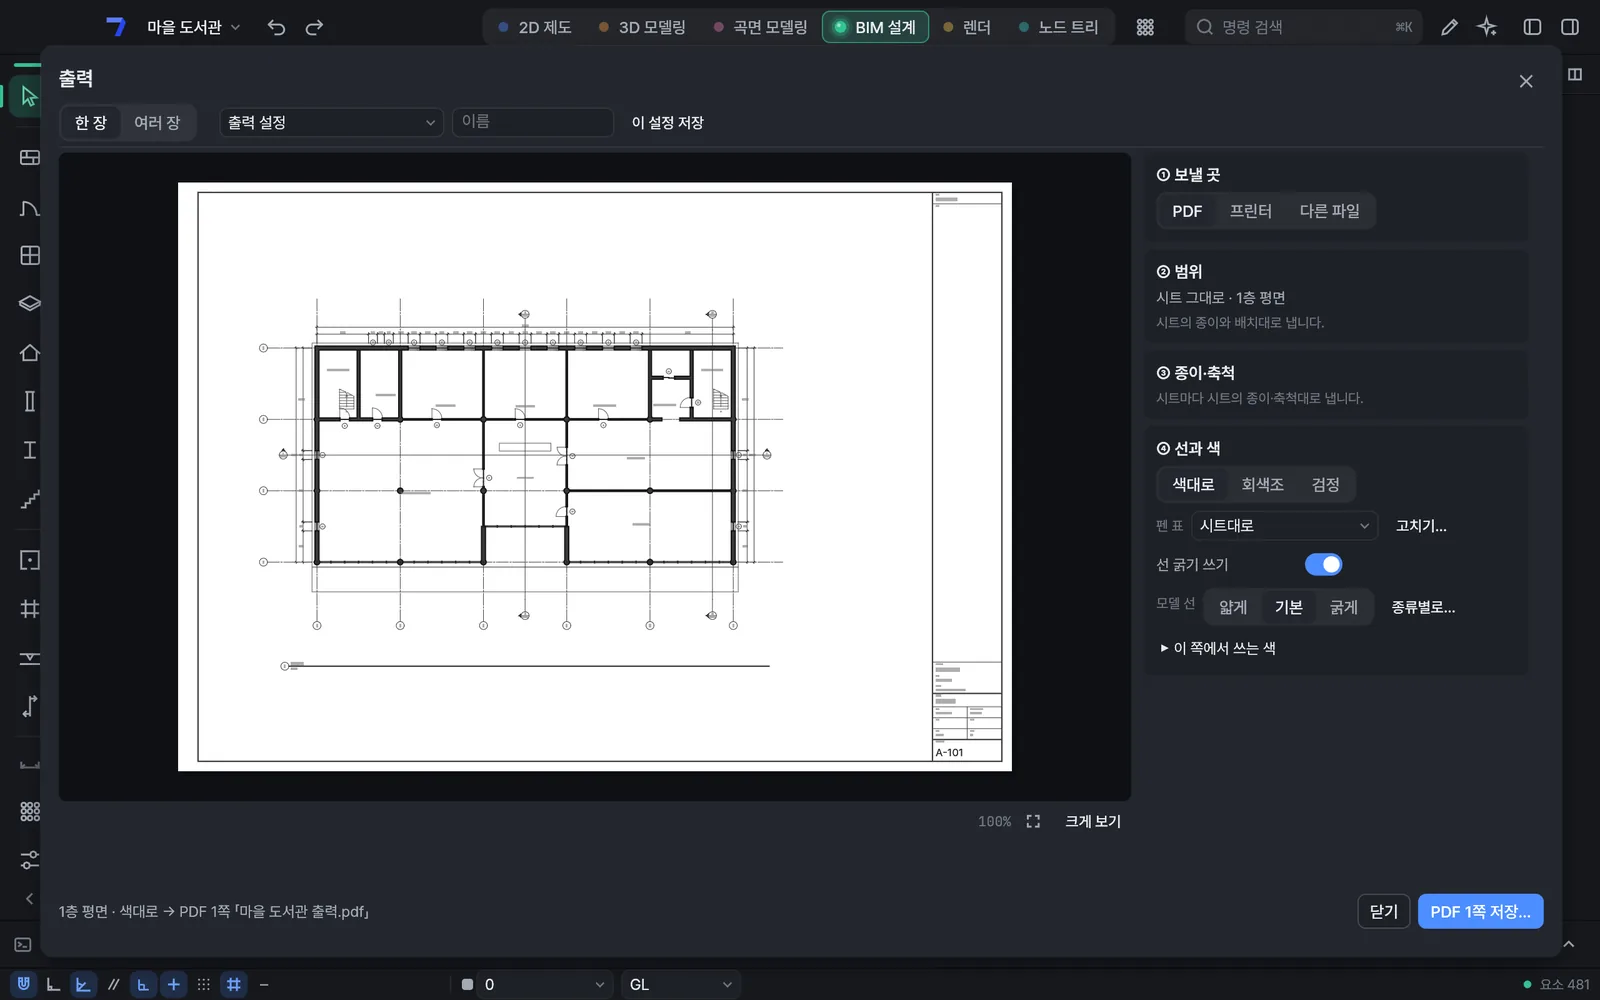 마을 도서관
2D 제도
3D 모델링
곡면 모델링
BIM 설계
렌더
노드 트리
명령 검색
⌘K
출력
한 장
여러 장
출력 설정
이름
이 설정 저장
① 보낼 곳
PDF
프린터
다른 파일
② 범위
시트 그대로 · 1층 평면
시트의 종이와 배치대로 냅니다.
③ 종이·축척
시트마다 시트의 종이·축척대로 냅니다.
④ 선과 색
색대로
회색조
검정
펜 표
시트대로
고치기...
선 굵기 쓰기
모델 선
얇게
기본
굵게
종류별로...
▸ 이 쪽에서 쓰는 색
A-101
100%
크게 보기
1층 평면 · 색대로 → PDF 1쪽 「마을 도서관 출력.pdf」
닫기
PDF 1쪽 저장...
0
GL
요소 481